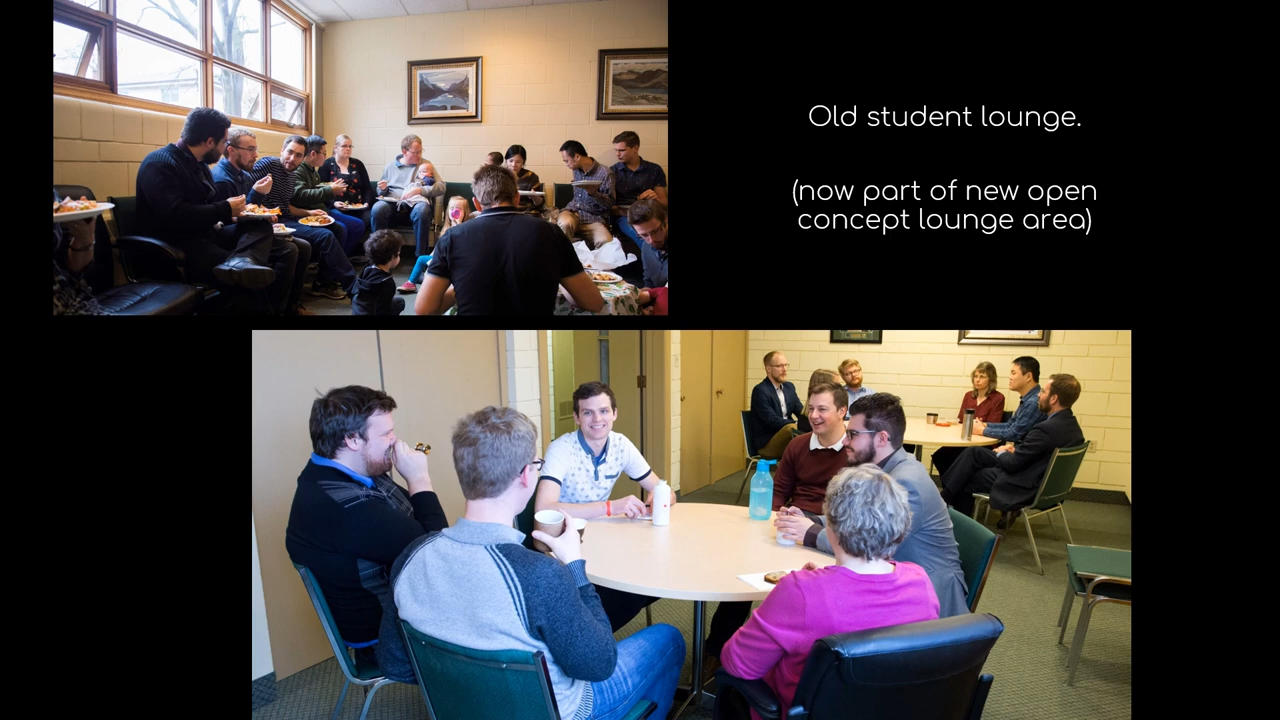 Old student lounge.
(now part of new open
concept lounge area)